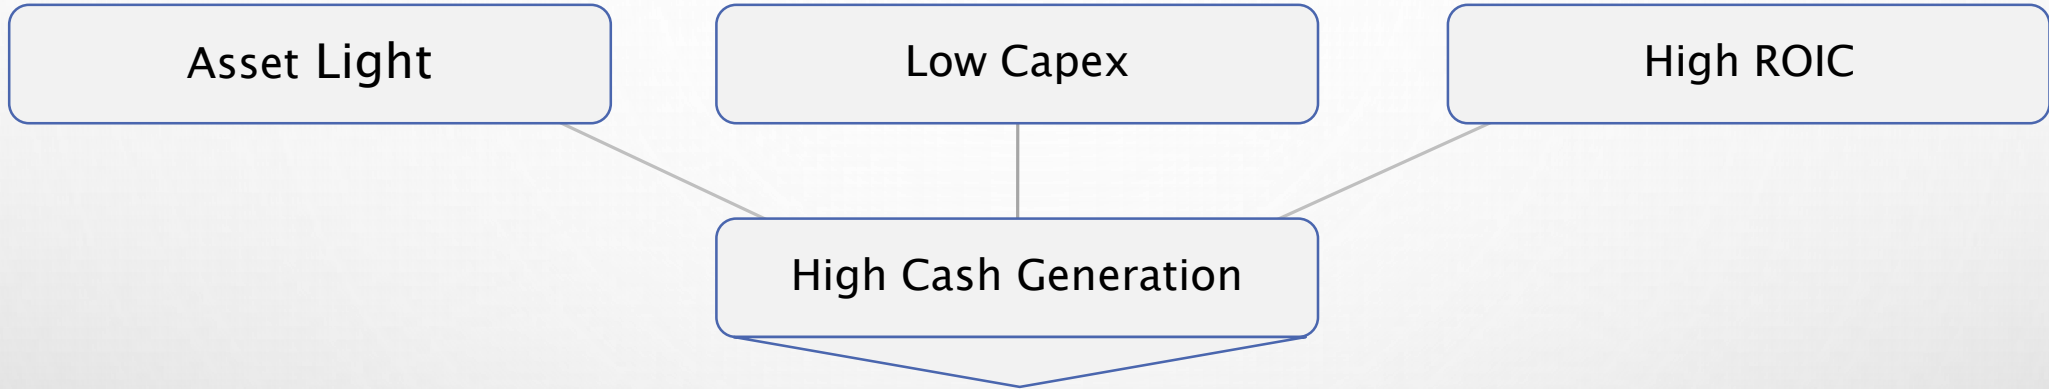 Asset Light
Low Capex
High ROIC
High Cash Generation